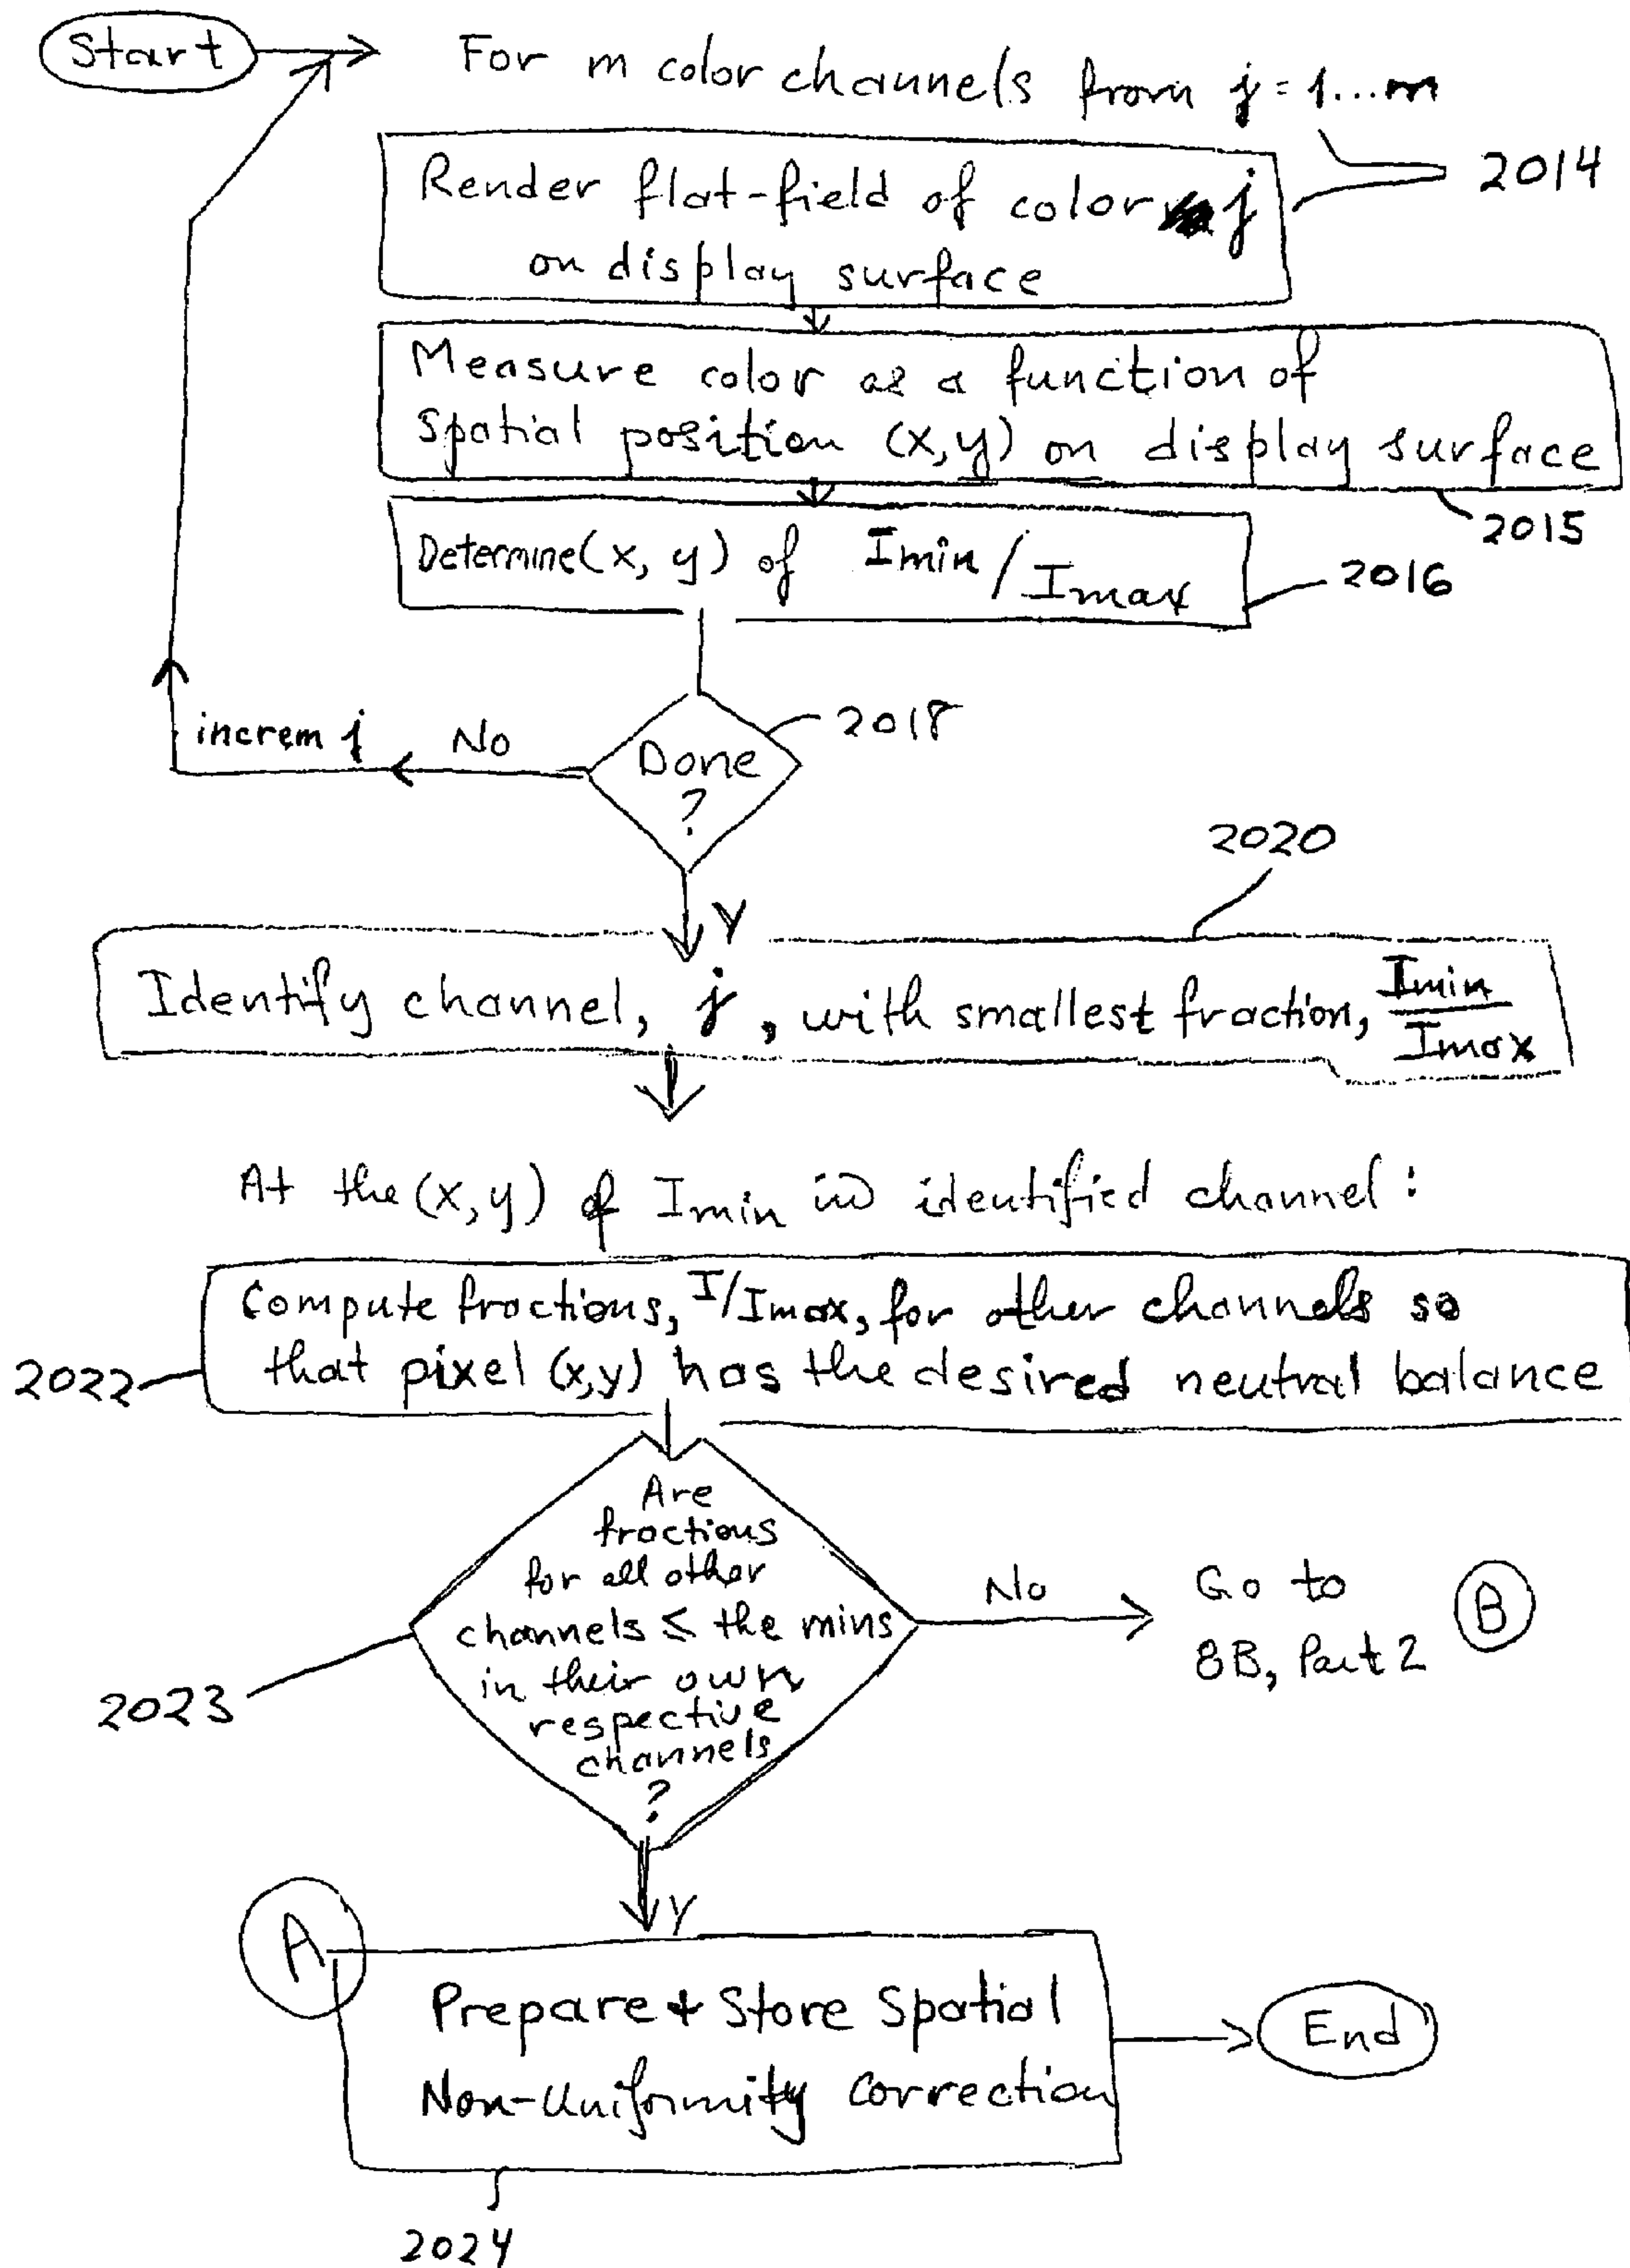 Start
For m color channels from j = 1...m
Render flat-field of color j
on display surface
2014
Measure color as a function of
spatial position (x,y) on display surface
2015
Determine (x, y) of Imin / Imax
2016
Done
?
2018
No
increm j
Y
2020
Identify channel, j, with smallest fraction, Imin / Imax
At the (x,y) of Imin in identified channel :
Compute fractions, I/Imax, for other channels so
that pixel (x,y) has the desired neutral balance
2022
Are
fractions
for all other
channels ≤ the mins
in their own
respective
channels
?
2023
No
Go to
8B, Part 2
B
Y
A
Prepare + Store Spatial
Non-Uniformity Correction
2024
End